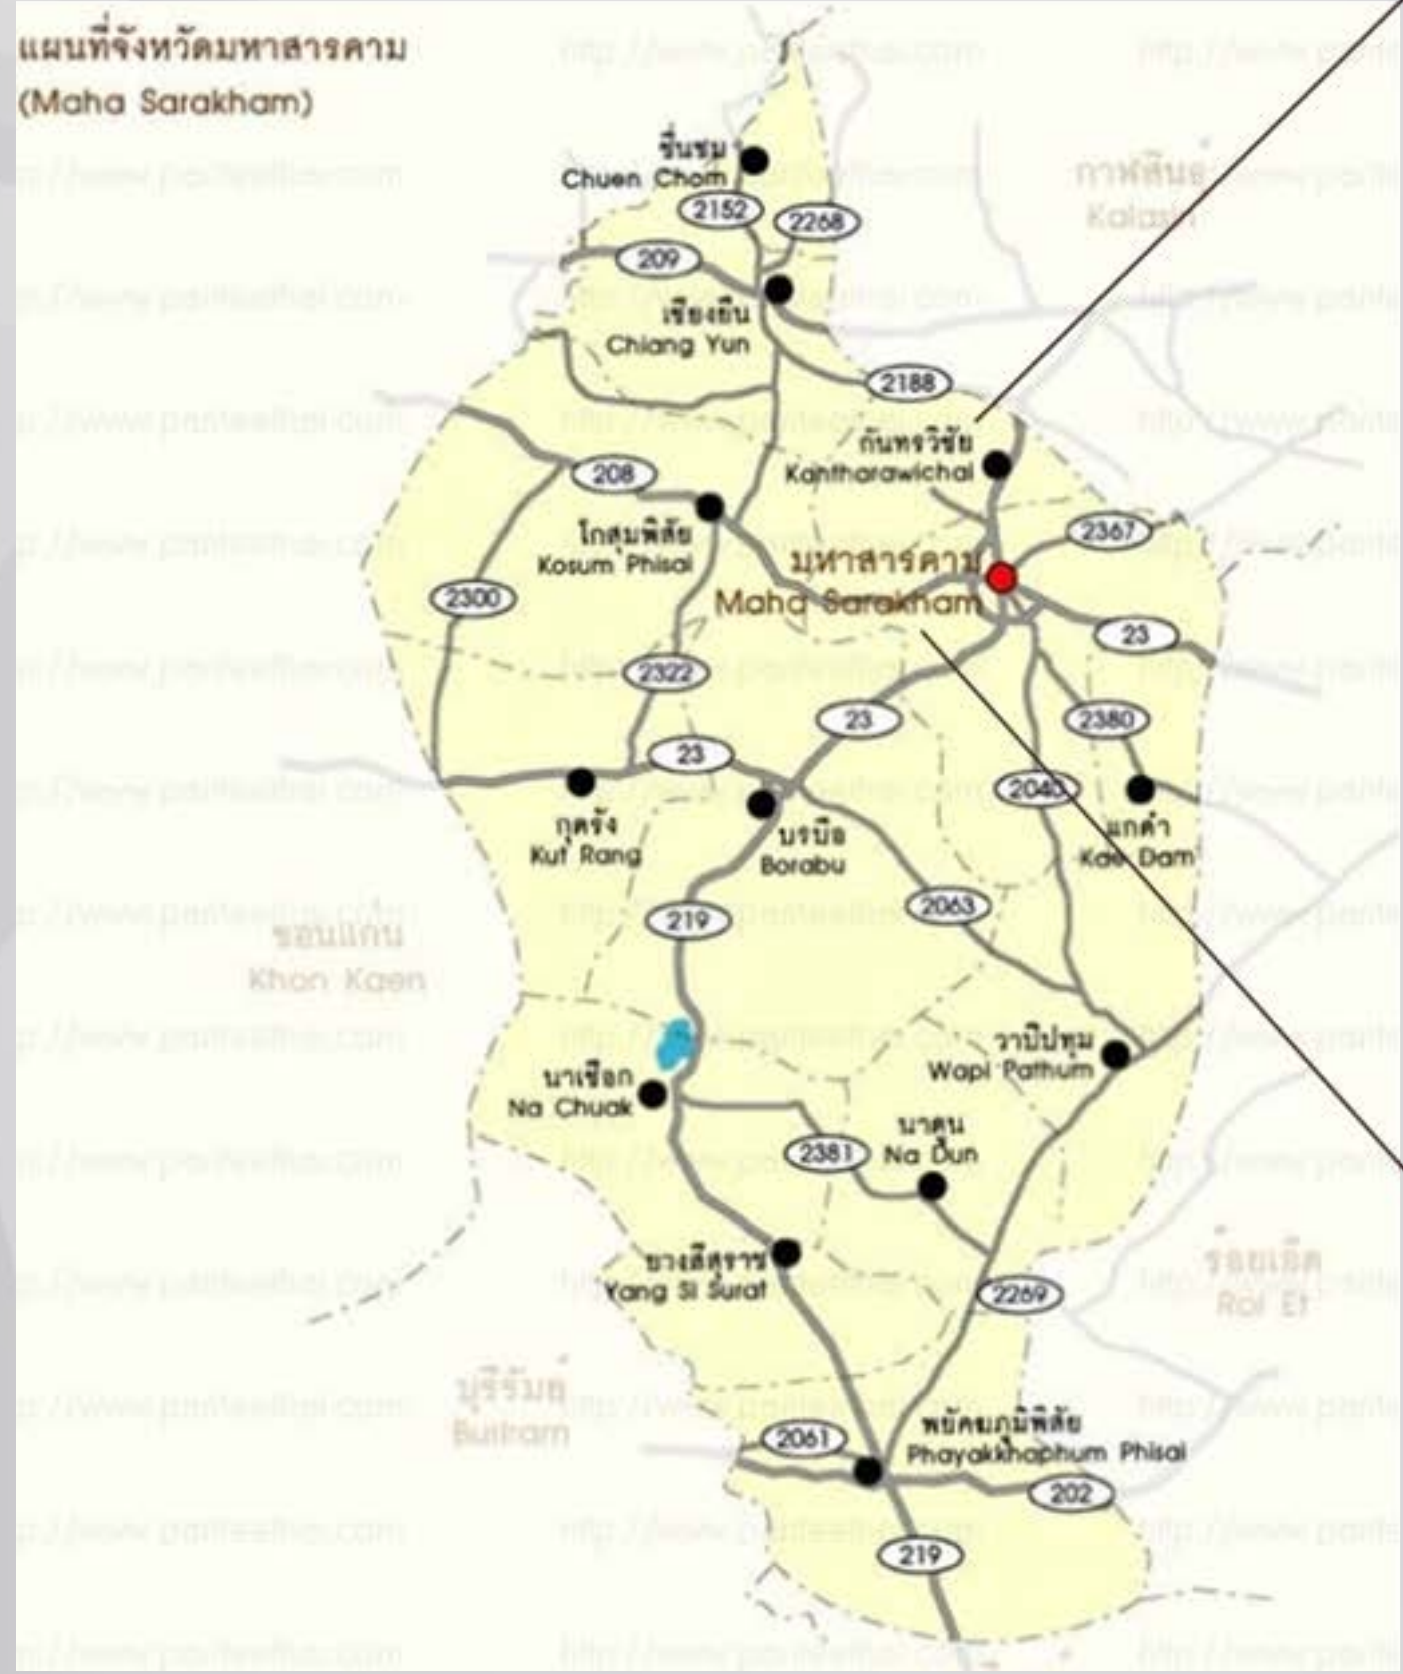 แผนที่จังหวัดมหาสารคาม
(Maha Sarakham)
ชื่นชม
Chuen Chom
2152
2268
กาฬสินธุ์
Kalasin
209
เชียงยืน
Chiang Yun
2188
กันทรวิชัย
Kantharawichai
208
2367
โกสุมพิสัย
Kosum Phisai
มหาสารคาม
Maha Sarakham
2300
23
2322
23
2380
23
2040
กุดรัง
Kut Rang
บรบือ
Borabu
แกดำ
Kae Dam
2063
219
ขอนแก่น
Khon Kaen
วาปีปทุม
Wapi Pathum
นาเชือก
Na Chuak
นาดูน
Na Dun
2381
ยางสีสุราช
Yang Si Surat
ร้อยเอ็ด
Roi Et
2269
บุรีรัมย์
Buriram
2061
พยัคฆภูมิพิสัย
Phayakkhaphum Phisai
202
219